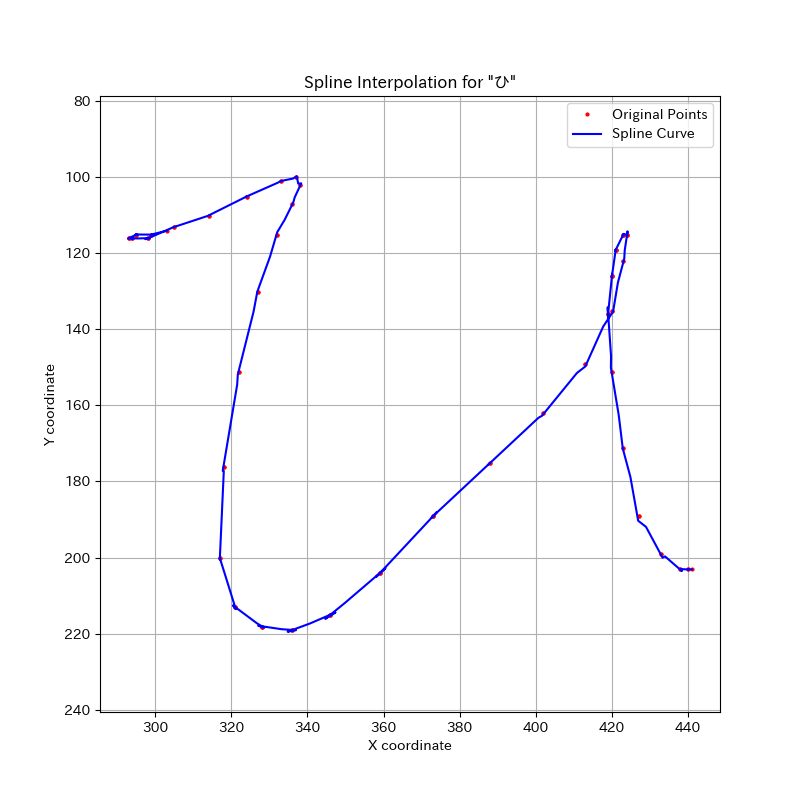 Spline Interpolation for "ひ"
Original Points
Spline Curve
80
100
120
140
160
180
200
220
240
Y coordinate
300 320 340 360 380 400 420 440
X coordinate